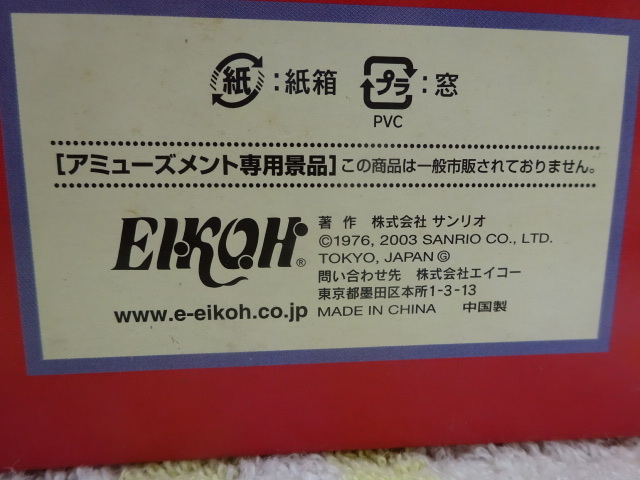 紙:紙箱 プラ:窓
PVC
[アミューズメント専用景品]この商品は一般市販されておりません。
EIKOH®
著作 株式会社 サンリオ
©1976, 2003 SANRIO CO., LTD.
TOKYO, JAPAN Ⓖ
問い合わせ先 株式会社エイコー
東京都墨田区本所1-3-13
www.e-eikoh.co.jp MADE IN CHINA 中国製